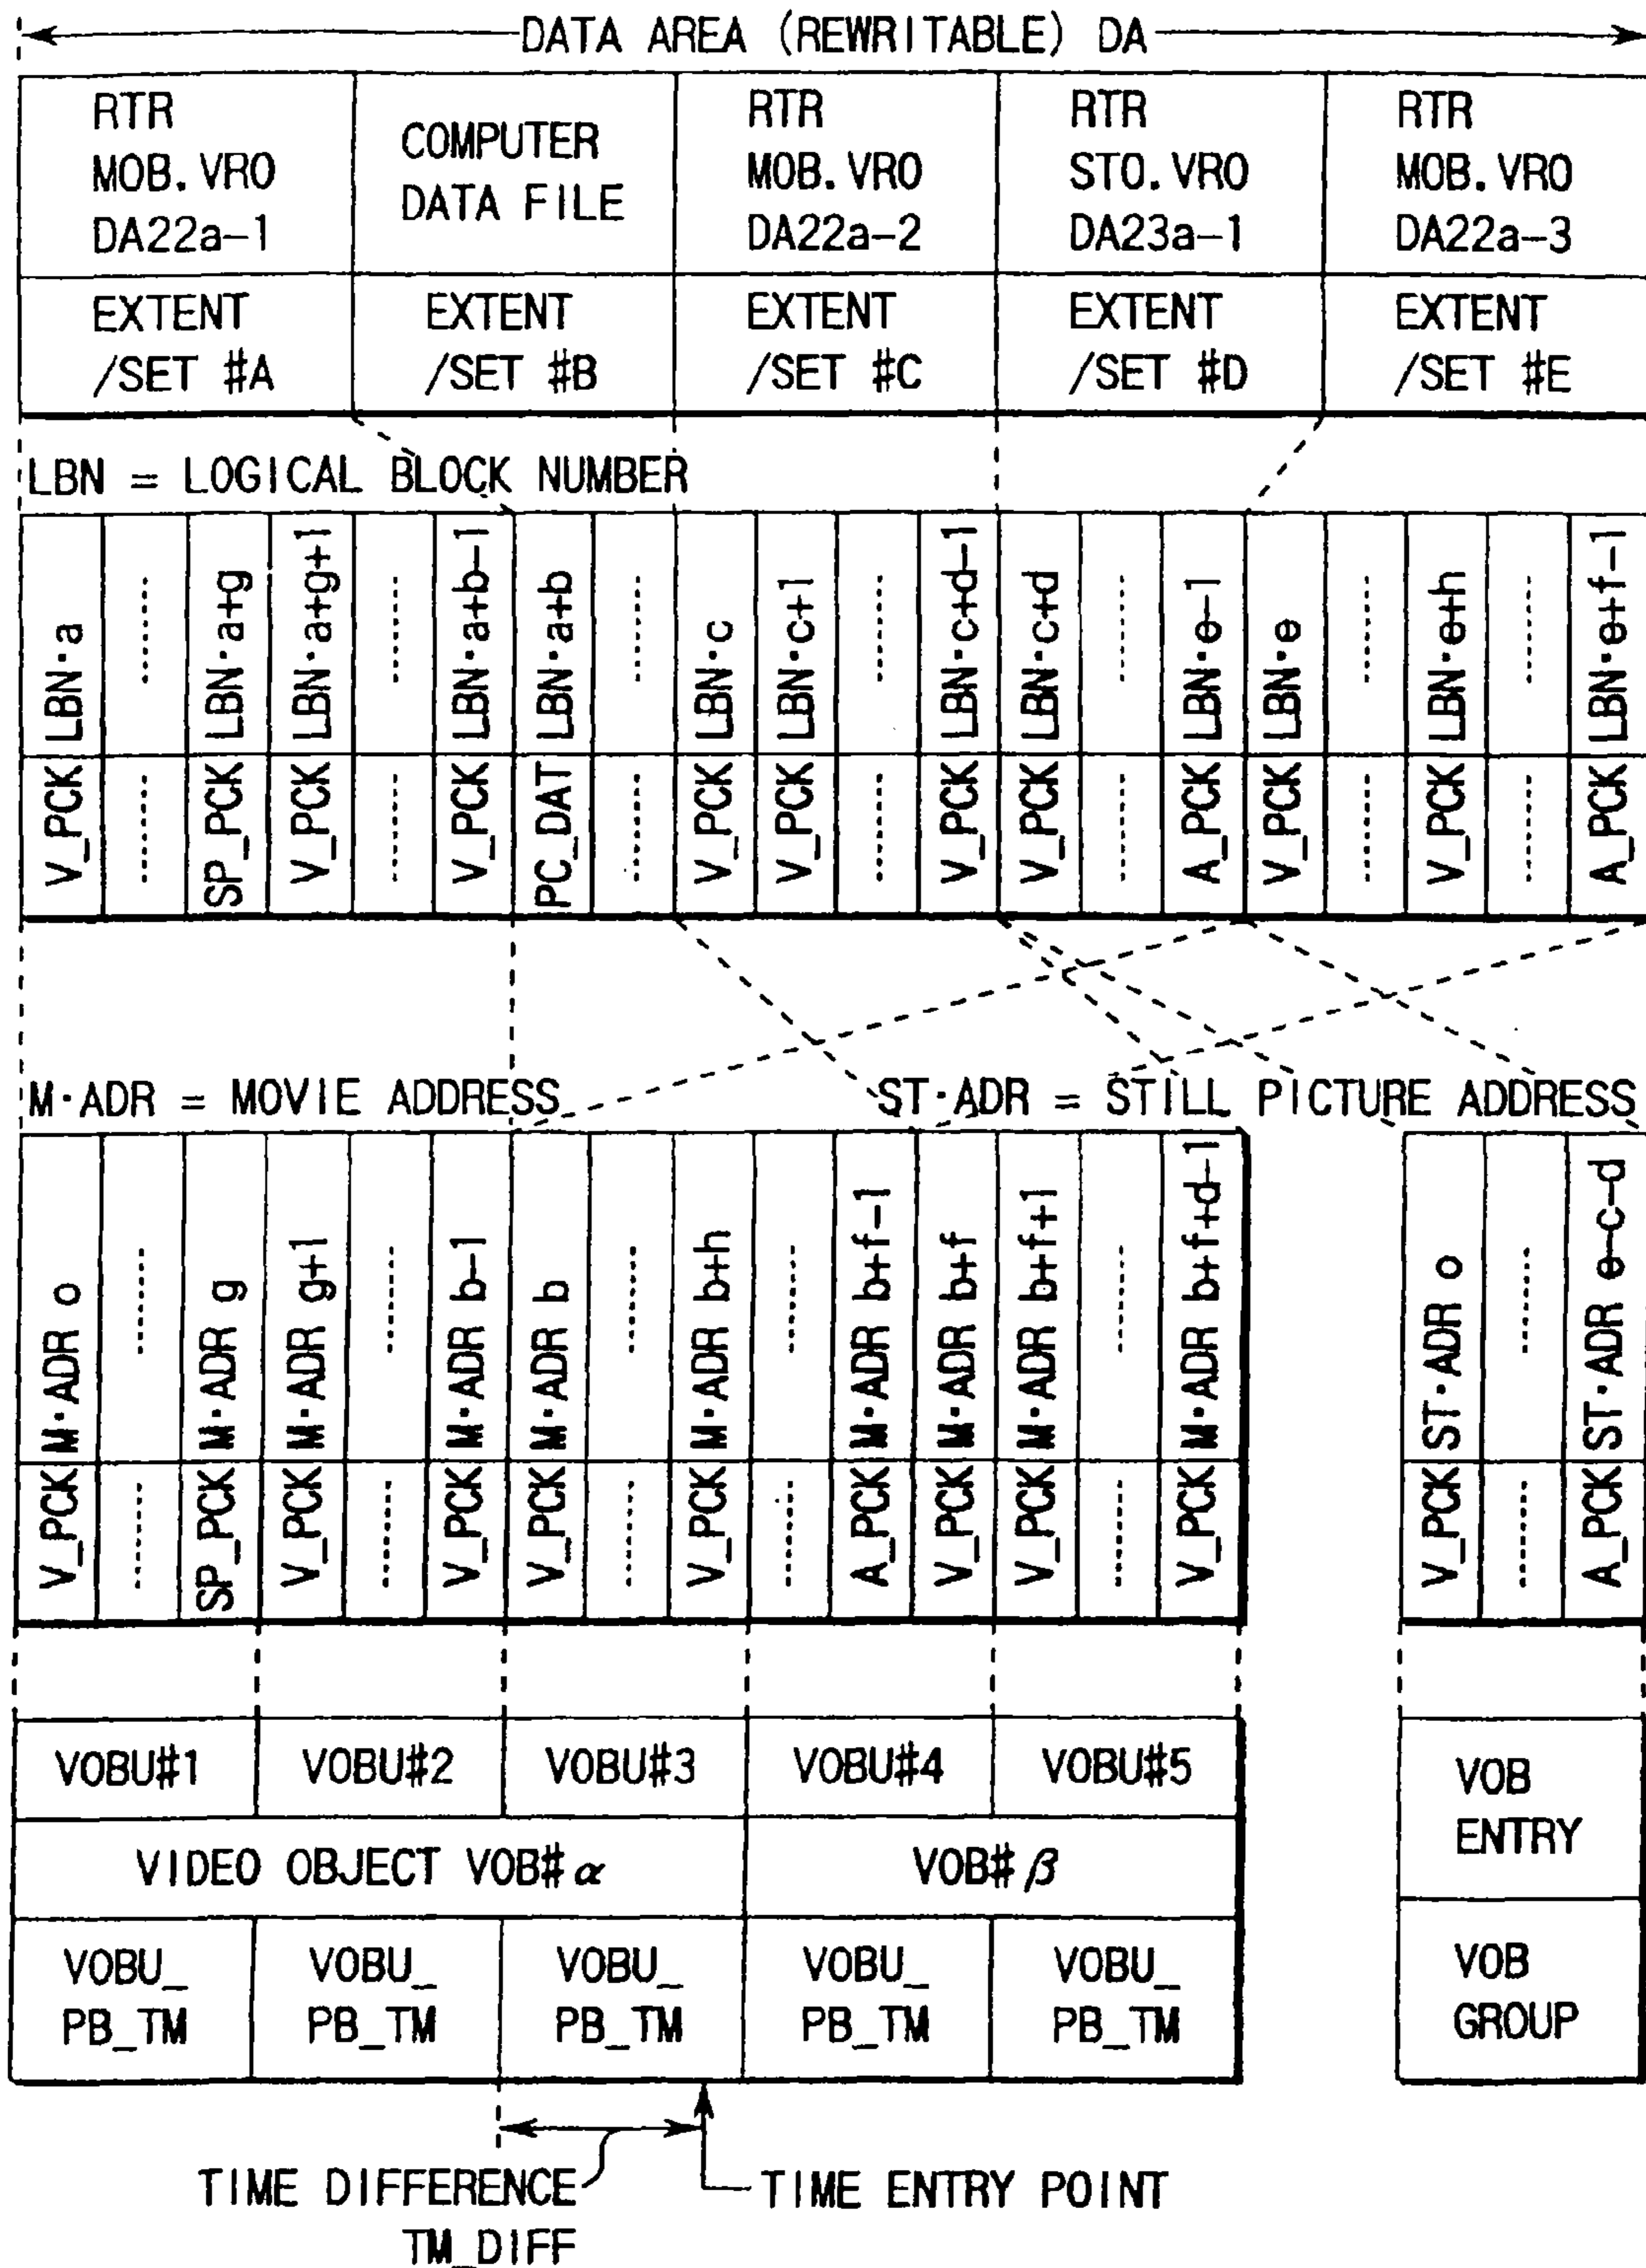 DATA AREA (REWRITABLE) DA
RTR
MOB.VRO
DA22a-1
COMPUTER
DATA FILE
RTR
MOB.VRO
DA22a-2
RTR
STO.VRO
DA23a-1
RTR
MOB.VRO
DA22a-3
EXTENT
/SET #A
EXTENT
/SET #B
EXTENT
/SET #C
EXTENT
/SET #D
EXTENT
/SET #E
LBN = LOGICAL BLOCK NUMBER
V_PCK LBN·a
SP_PCK LBN·a+g
V_PCK LBN·a+g+1
V_PCK LBN·a+b-1
PC_DAT LBN·a+b
V_PCK LBN·c
V_PCK LBN·c+1
V_PCK LBN·c+d-1
V_PCK LBN·c+d
A_PCK LBN·e-1
V_PCK LBN·e
V_PCK LBN·e+h
A_PCK LBN·e+f-1
M·ADR = MOVIE ADDRESS
ST·ADR = STILL PICTURE ADDRESS
V_PCK M·ADR o
SP_PCK M·ADR g
V_PCK M·ADR g+1
V_PCK M·ADR b-1
V_PCK M·ADR b
V_PCK M·ADR b+h
A_PCK M·ADR b+f-1
V_PCK M·ADR b+f
V_PCK M·ADR b+f+1
V_PCK M·ADR b+f+d-1
V_PCK ST·ADR o
A_PCK ST·ADR e-c-d
VOBU#1
VOBU#2
VOBU#3
VOBU#4
VOBU#5
VOB
ENTRY
VIDEO OBJECT VOB#α
VOB#β
VOBU_
PB_TM
VOBU_
PB_TM
VOBU_
PB_TM
VOBU_
PB_TM
VOBU_
PB_TM
VOB
GROUP
TIME DIFFERENCE
TM_DIFF
TIME ENTRY POINT